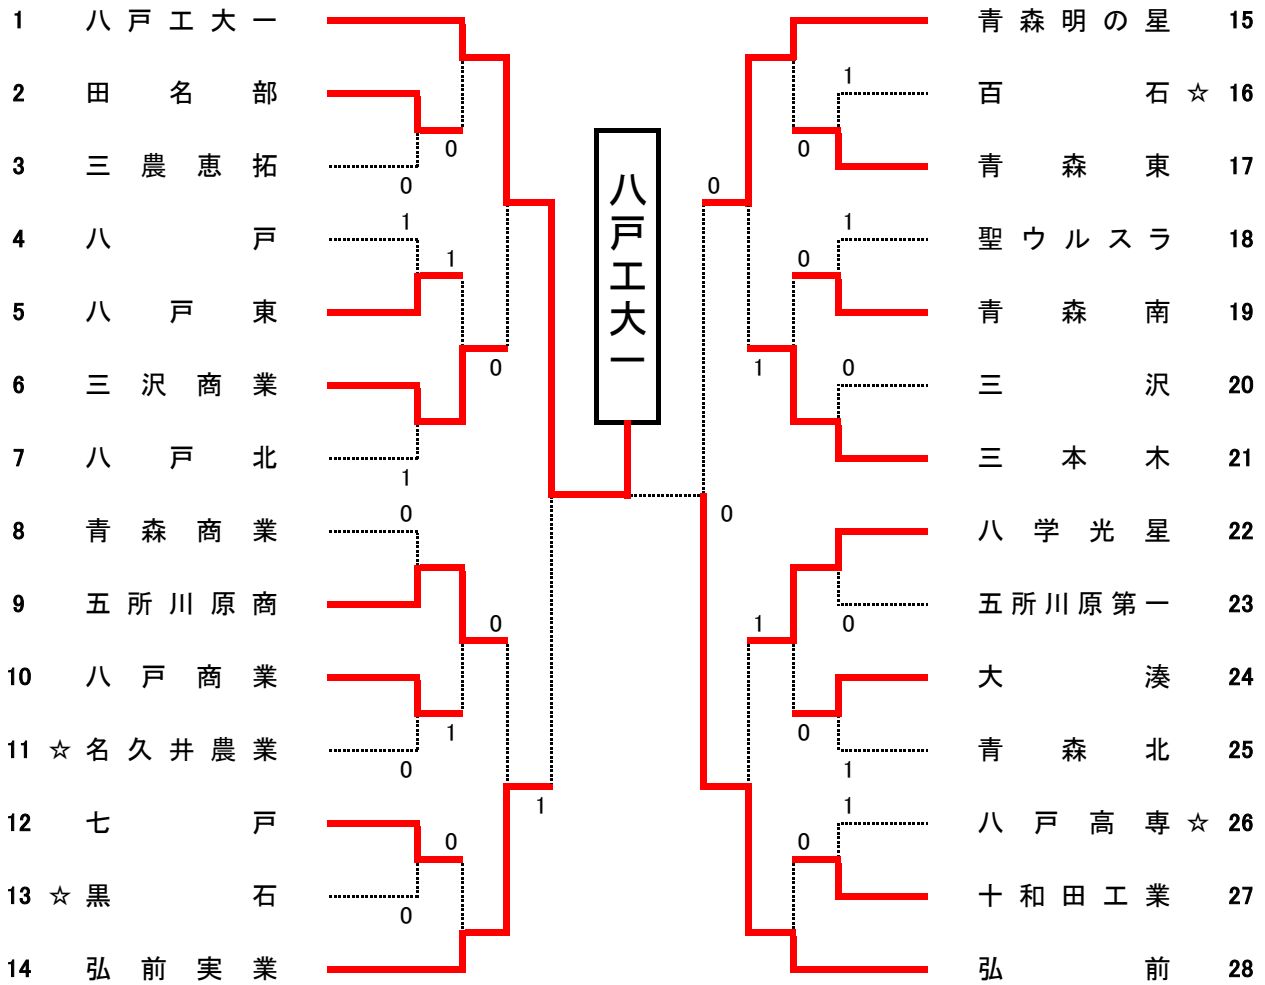 1 八戸工大一
2 田名部
0
3 三農恵拓
0
4 八戸
1
1
5 八戸東
0
6 三沢商業
7 八戸北
1
8 青森商業
0
9 五所川原商
0
10 八戸商業
1
11 ☆ 名久井農業
0
1
12 七戸
0
13 ☆ 黒石
0
14 弘前実業
八戸工大一
青森明の星 15
1
百石 ☆ 16
0
青森東 17
0
1
聖ウルスラ 18
0
青森南 19
1
0
三沢 20
三本木 21
0
八学光星 22
五所川原第一 23
1
0
大湊 24
0
青森北 25
1
1
八戸高専 ☆ 26
0
十和田工業 27
弘前 28